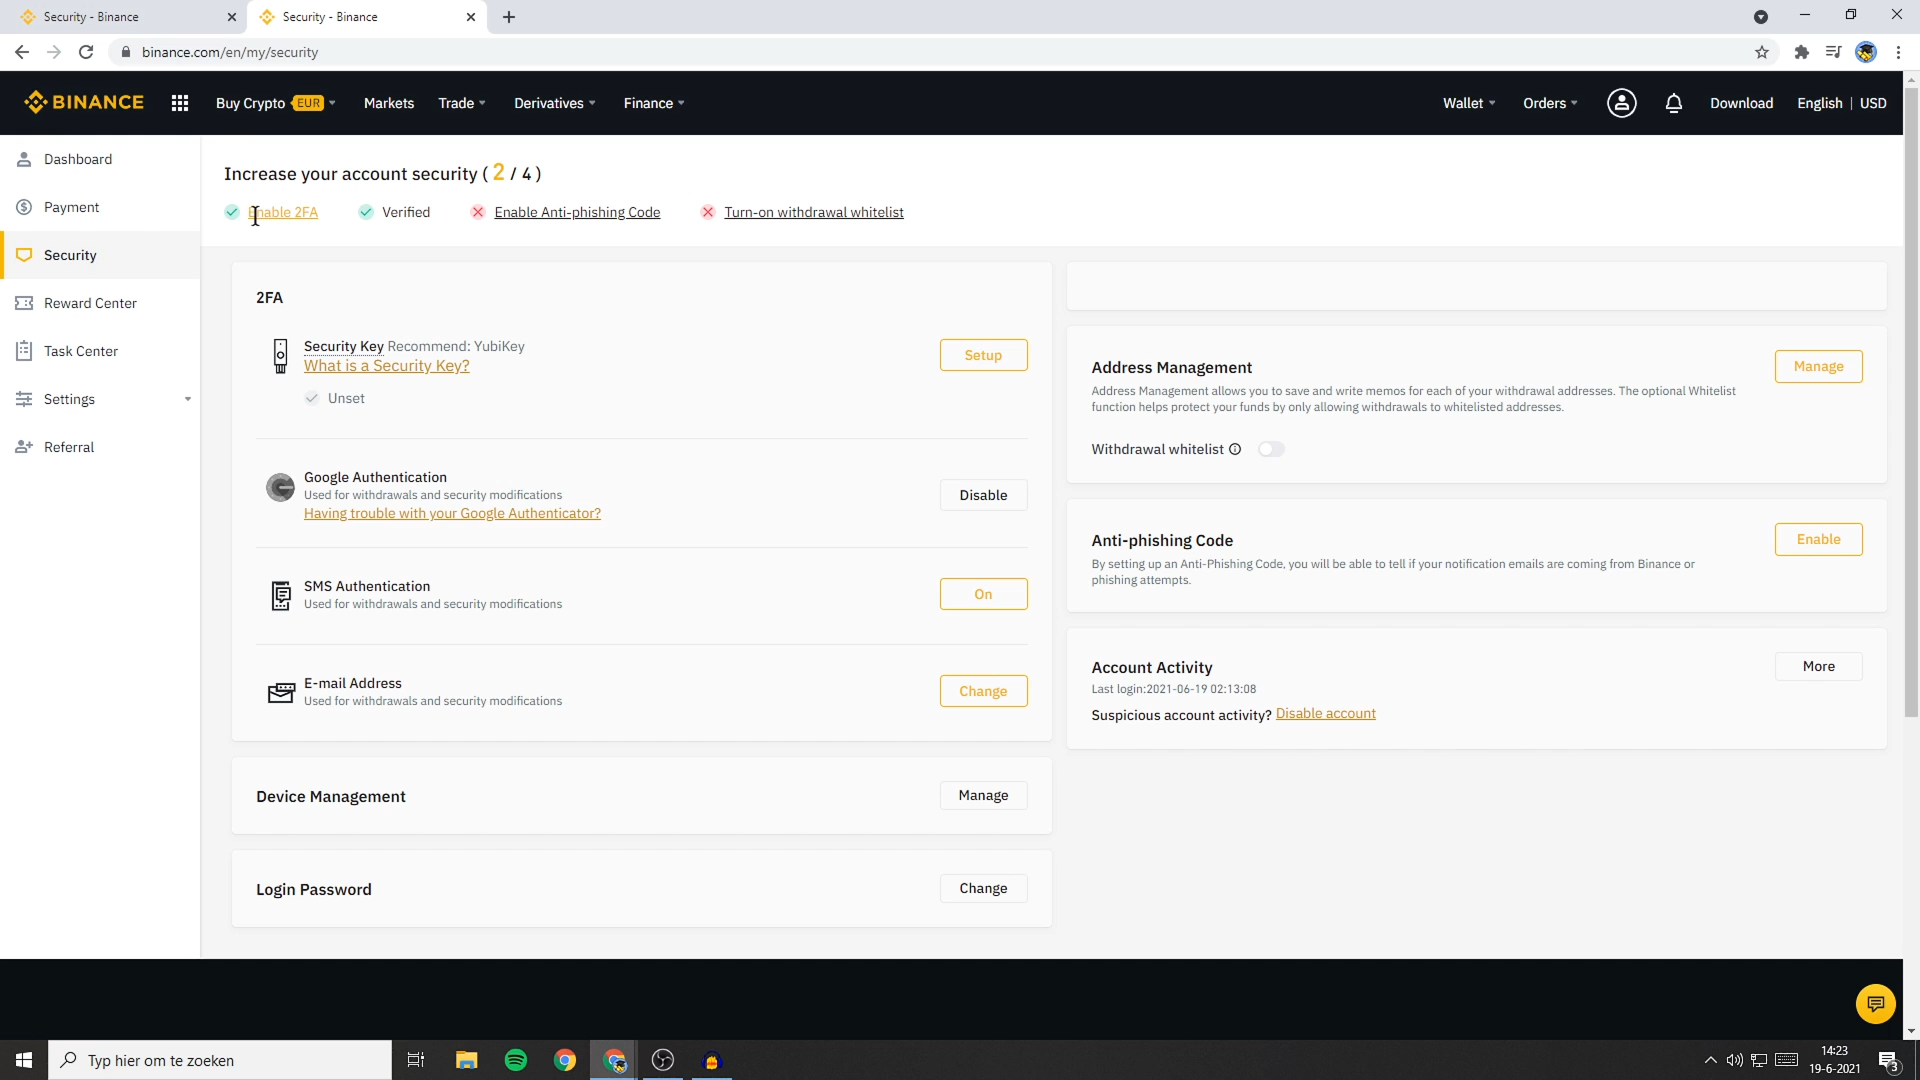 Security - Binance
Security - Binance
binance.com/en/my/security
BINANCE
Buy Crypto EUR
Markets
Trade
Derivatives
Finance
Wallet
Orders
Download
English | USD
Dashboard
Payment
Security
Reward Center
Task Center
Settings
Referral
Increase your account security ( 2 / 4 )
Enable 2FA
Verified
Enable Anti-phishing Code
Turn-on withdrawal whitelist
2FA
Security Key Recommend: YubiKey
What is a Security Key?
Unset
Setup
Google Authentication
Used for withdrawals and security modifications
Having trouble with your Google Authenticator?
Disable
SMS Authentication
Used for withdrawals and security modifications
On
E-mail Address
Used for withdrawals and security modifications
Change
Device Management
Manage
Login Password
Change
Address Management
Address Management allows you to save and write memos for each of your withdrawal addresses. The optional Whitelist
function helps protect your funds by only allowing withdrawals to whitelisted addresses.
Manage
Withdrawal whitelist
Anti-phishing Code
By setting up an Anti-Phishing Code, you will be able to tell if your notification emails are coming from Binance or
phishing attempts.
Enable
Account Activity
Last login:2021-06-19 02:13:08
Suspicious account activity? Disable account
More
Typ hier om te zoeken
14:23
19-6-2021
3